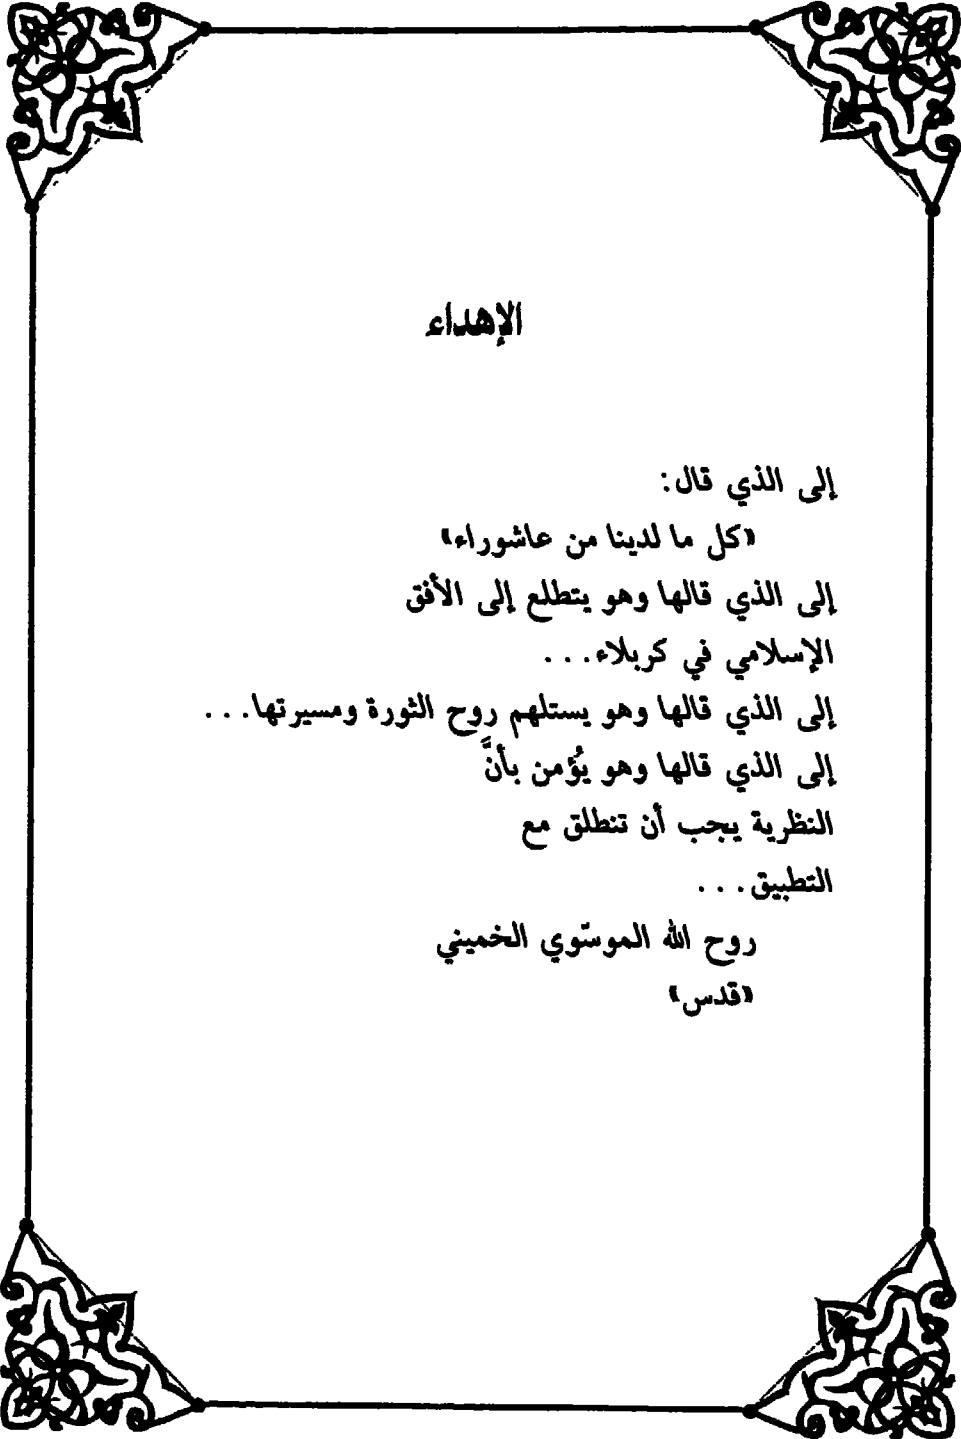 الإهداء
إلى الذي قال:
«كل ما لدينا من عاشوراء»
إلى الذي قالها وهو يتطلع إلى الأفق
الإسلامي في كربلاء...
إلى الذي قالها وهو يستلهم روح الثورة ومسيرتها...
إلى الذي قالها وهو يُؤمن بأنَّ
النظرية يجب أن تنطلق مع
التطبيق...
روح الله الموسّوي الخميني
«قدس»